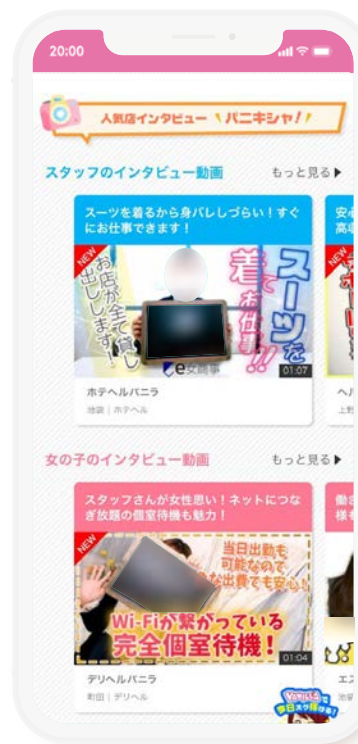 20:00
人気店インタビュー \バニキシャ!/
スタッフのインタビュー動画
もっと見る▶
スーツを着るから身バレしづらい!すぐ
にお仕事できます!
NEW
お店が全て貸し
出しします!
スーツを
着て
お仕事!!
01:07
ホテヘルバニラ
池袋 | ホテヘル
女の子のインタビュー動画
もっと見る▶
スタッフさんが女性思い!ネットにつな
ぎ放題の個室待機も魅力!
NEW
当日出勤も
可能なので
な出費でも安心!
Wi-Fiが繋がっている
完全個室待機!
01:04
デリヘルバニラ
町田 | デリヘル